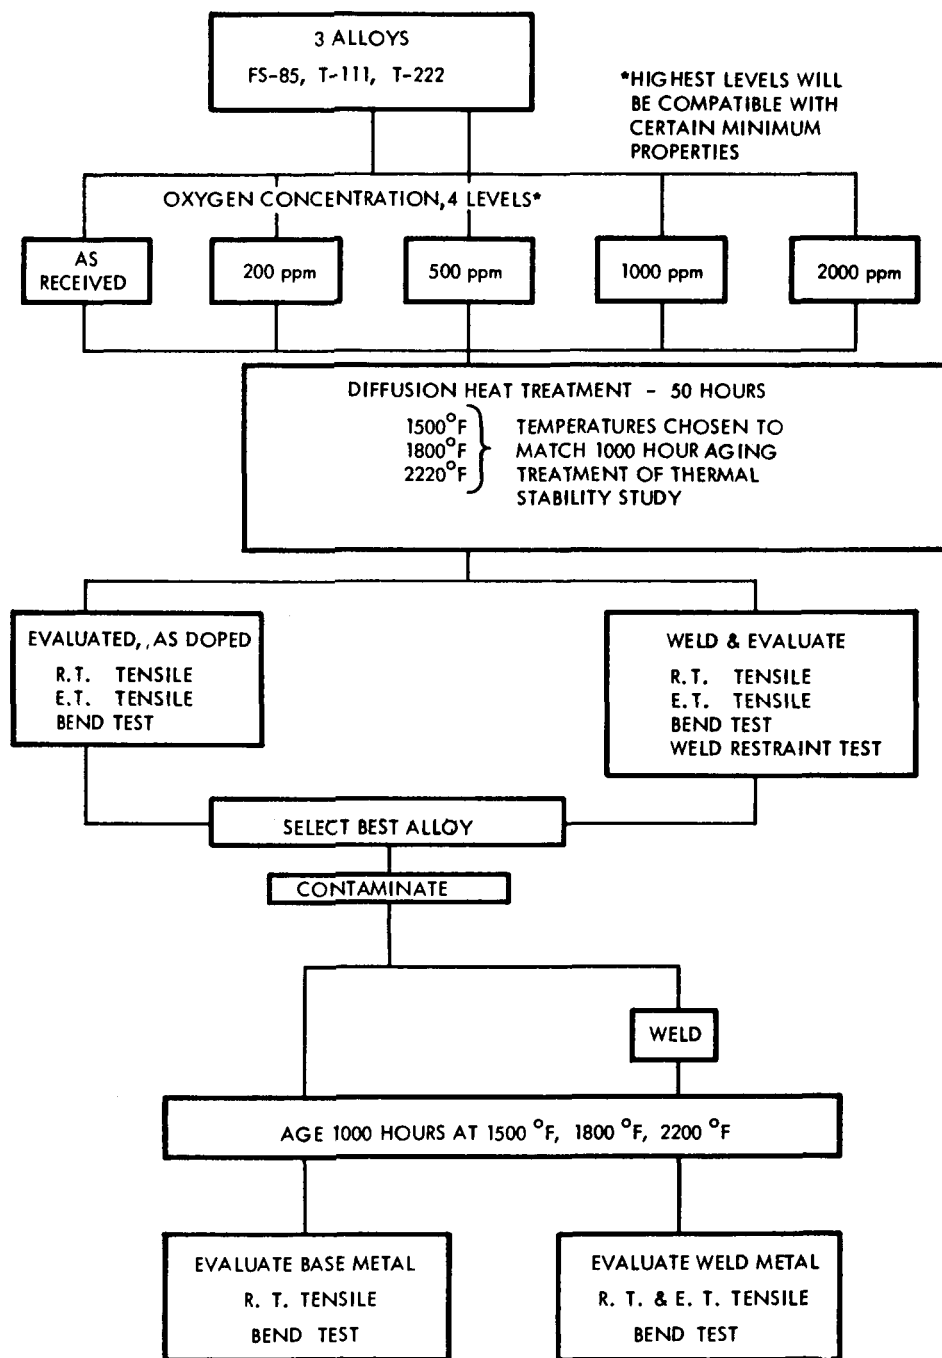 3 ALLOYS
FS-85, T-111, T-222
*HIGHEST LEVELS WILL
BE COMPATIBLE WITH
CERTAIN MINIMUM
PROPERTIES
OXYGEN CONCENTRATION, 4 LEVELS*
AS
RECEIVED
200 ppm
500 ppm
1000 ppm
2000 ppm
DIFFUSION HEAT TREATMENT - 50 HOURS
1500°F
1800°F
2220°F
TEMPERATURES CHOSEN TO
MATCH 1000 HOUR AGING
TREATMENT OF THERMAL
STABILITY STUDY
EVALUATED,,AS DOPED
R.T. TENSILE
E.T. TENSILE
BEND TEST
WELD & EVALUATE
R.T. TENSILE
E.T. TENSILE
BEND TEST
WELD RESTRAINT TEST
SELECT BEST ALLOY
CONTAMINATE
WELD
AGE 1000 HOURS AT 1500 °F, 1800 °F, 2200 °F
EVALUATE BASE METAL
R. T. TENSILE
BEND TEST
EVALUATE WELD METAL
R. T. & E. T. TENSILE
BEND TEST